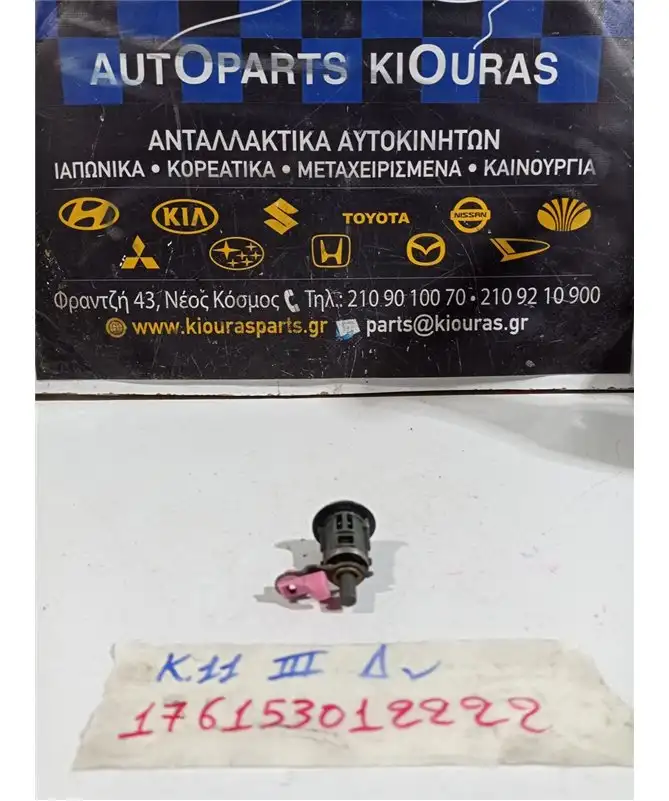 AUTOPARTS KIOURAS
ΑΝΤΑΛΛΑΚΤΙΚΑ ΑΥΤΟΚΙΝΗΤΩΝ
ΙΑΠΩΝΙΚΑ • ΚΟΡΕΑΤΙΚΑ • ΜΕΤΑΧΕΙΡΙΣΜΕΝΑ • ΚΑΙΝΟΥΡΓΙΑ
KIA TOYOTA NISSAN
Φραντζή 43, Νέος Κόσμος Τηλ.: 210 90 100 70 • 210 92 10 900
www.kiourasparts.gr parts@kiouras.gr
K.11 III Δ
176153012222